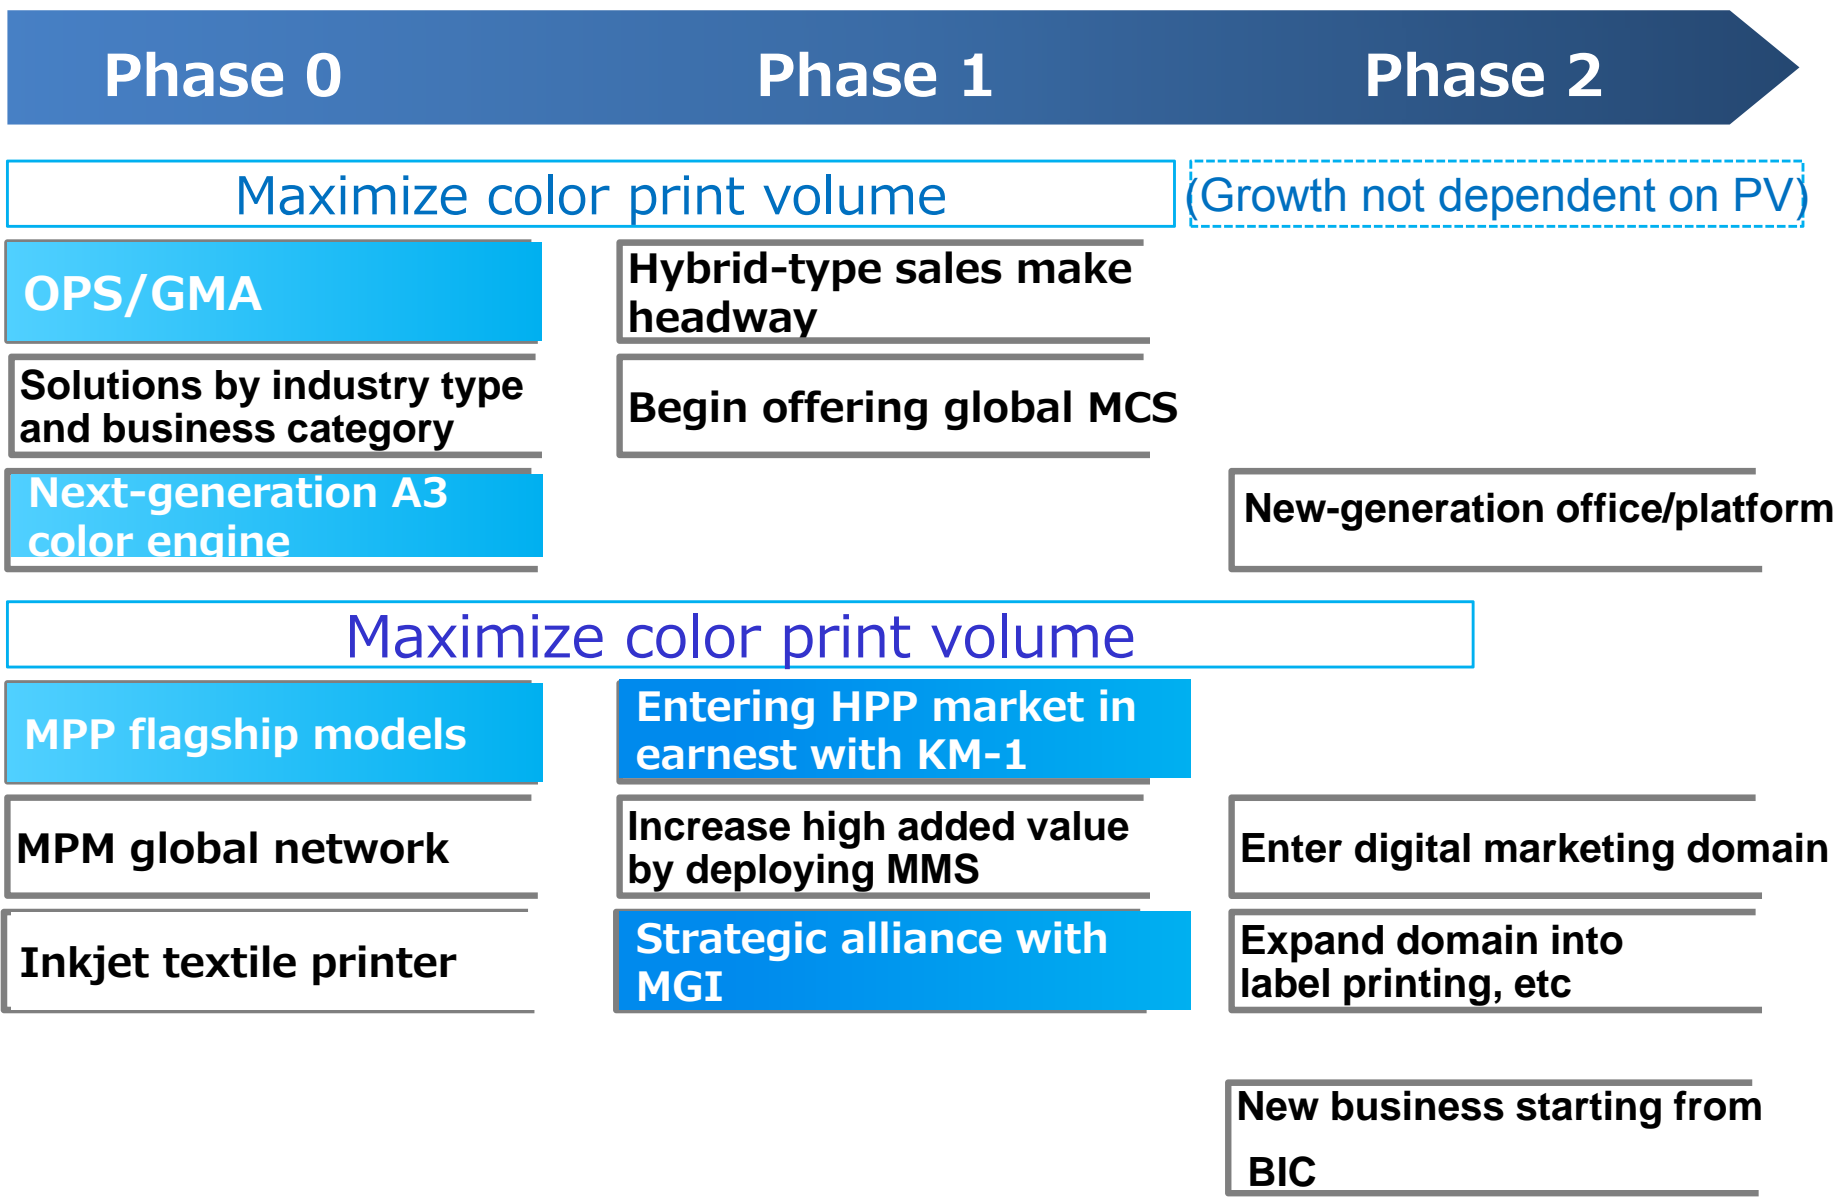 Phase 0 Phase 1 Phase 2
Maximize color print volume (Growth not dependent on PV)
OPS/GMA
Hybrid-type sales make
headway
Solutions by industry type
and business category
Begin offering global MCS
Next-generation A3
color engine
New-generation office/platform
Maximize color print volume
MPP flagship models
Entering HPP market in
earnest with KM-1
MPM global network
Increase high added value
by deploying MMS
Enter digital marketing domain
Inkjet textile printer
Strategic alliance with
MGI
Expand domain into
label printing, etc
New business starting from
BIC